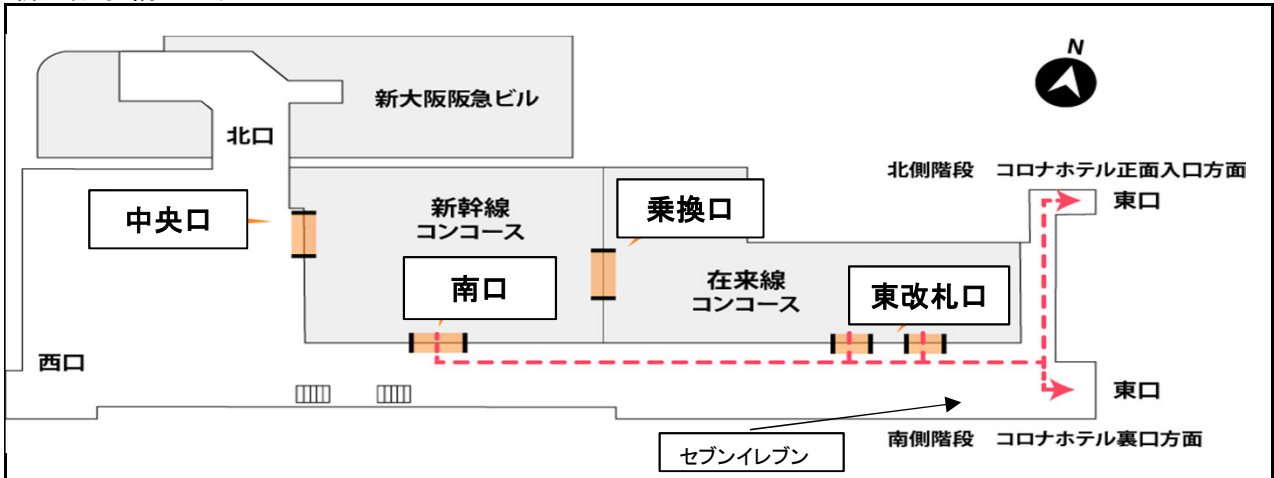 N
新大阪阪急ビル
北口
北側階段　コロナホテル正面入口方面
東口
中央口
新幹線
コンコース
乗換口
南口
在来線
コンコース
東改札口
西口
東口
セブンイレブン
南側階段　コロナホテル裏口方面